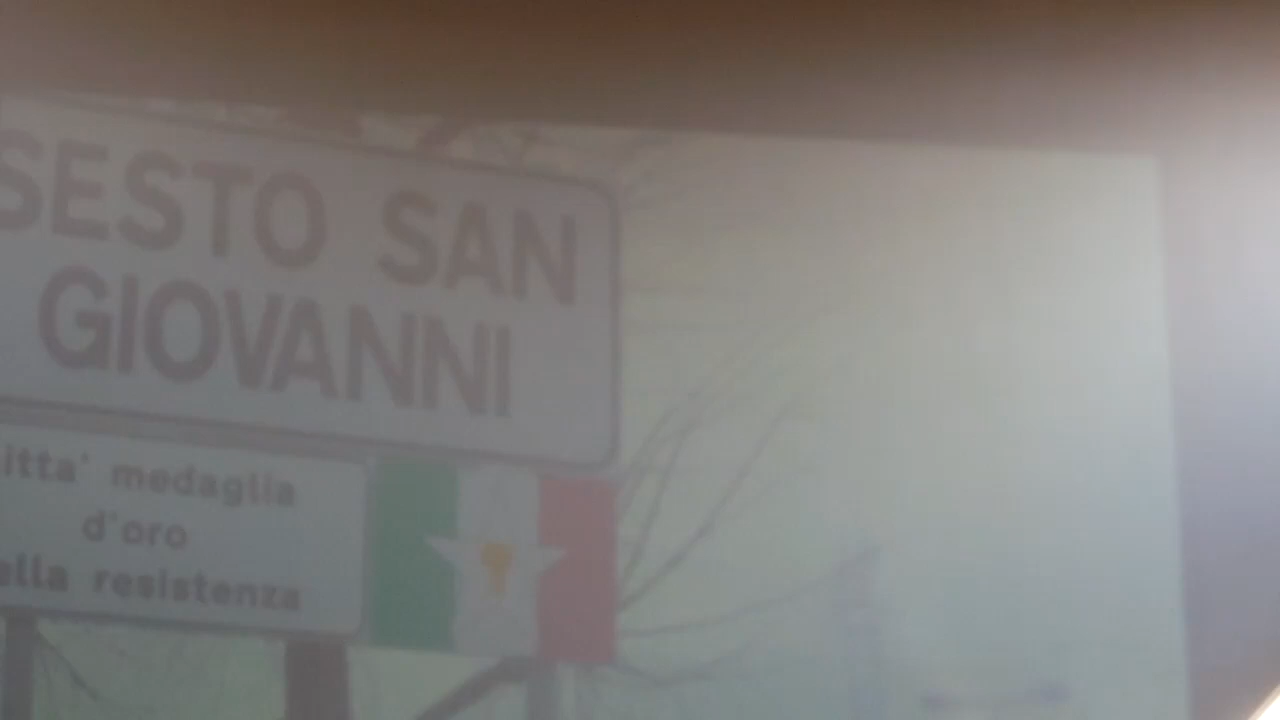 SESTO SAN
GIOVANNI
itta' medaglia
d'oro
ella resistenza